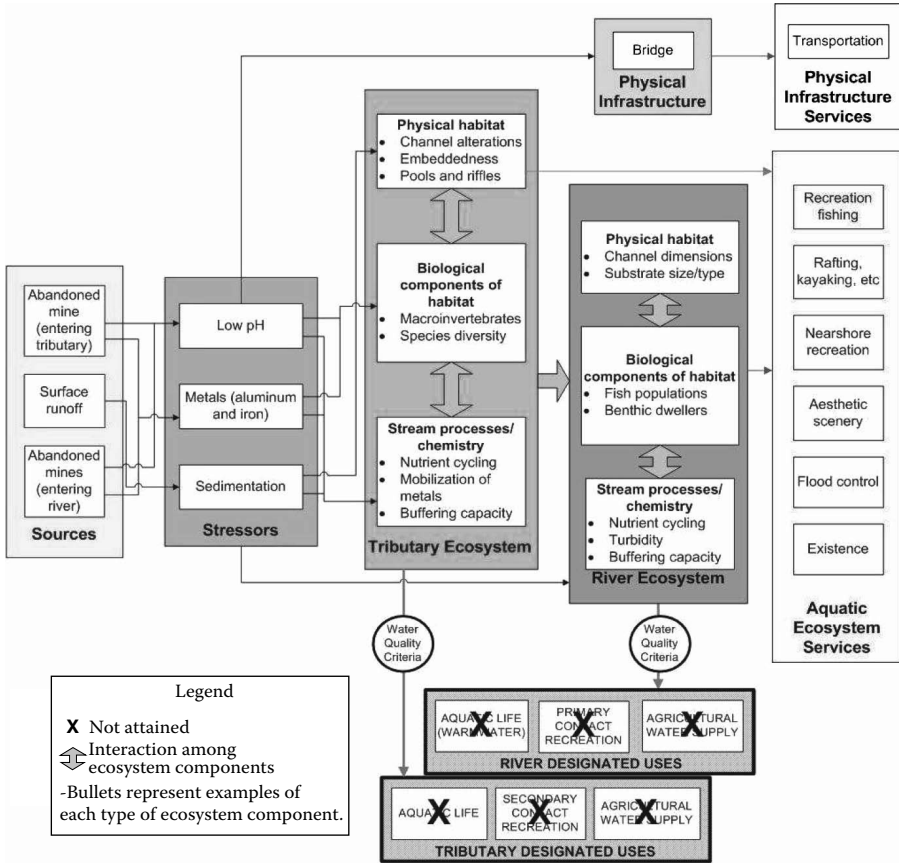 Bridge
Physical
Infrastructure
Transportation
Physical
Infrastructure
Services
Abandoned
mine
(entering
tributary)
Surface
runoff
Abandoned
mines
(entering
river)
Sources
Low pH
Metals (aluminum
and iron)
Sedimentation
Stressors
Physical habitat
• Channel alterations
• Embeddedness
• Pools and riffles
Biological
components of
habitat
• Macroinvertebrates
• Species diversity
Stream processes/
chemistry
• Nutrient cycling
• Mobilization of
metals
• Buffering capacity
Tributary Ecosystem
Physical habitat
• Channel dimensions
• Substrate size/type
Biological
components of habitat
• Fish populations
• Benthic dwellers
Stream processes/
chemistry
• Nutrient cycling
• Turbidity
• Buffering capacity
River Ecosystem
Recreation
fishing
Rafting,
kayaking, etc
Nearshore
recreation
Aesthetic
scenery
Flood control
Existence
Aquatic
Ecosystem
Services
Water
Quality
Criteria
Water
Quality
Criteria
Legend
X Not attained
Interaction among
ecosystem components
-Bullets represent examples of
each type of ecosystem component.
AQUATIC LIFE
(WARMWATER)
X
PRIMARY
CONTACT
RECREATION
X
AGRICULTURAL
WATER SUPPLY
X
RIVER DESIGNATED USES
AQUATIC LIFE
X
SECONDARY
CONTACT
RECREATION
X
AGRICULTURAL
WATER SUPPLY
X
TRIBUTARY DESIGNATED USES